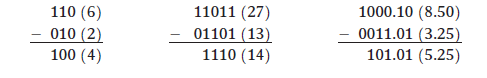 110 (6) 11011 (27) 1000.10 (8.50)
− 010 (2) − 01101 (13) − 0011.01 (3.25)
100 (4) 1110 (14) 101.01 (5.25)